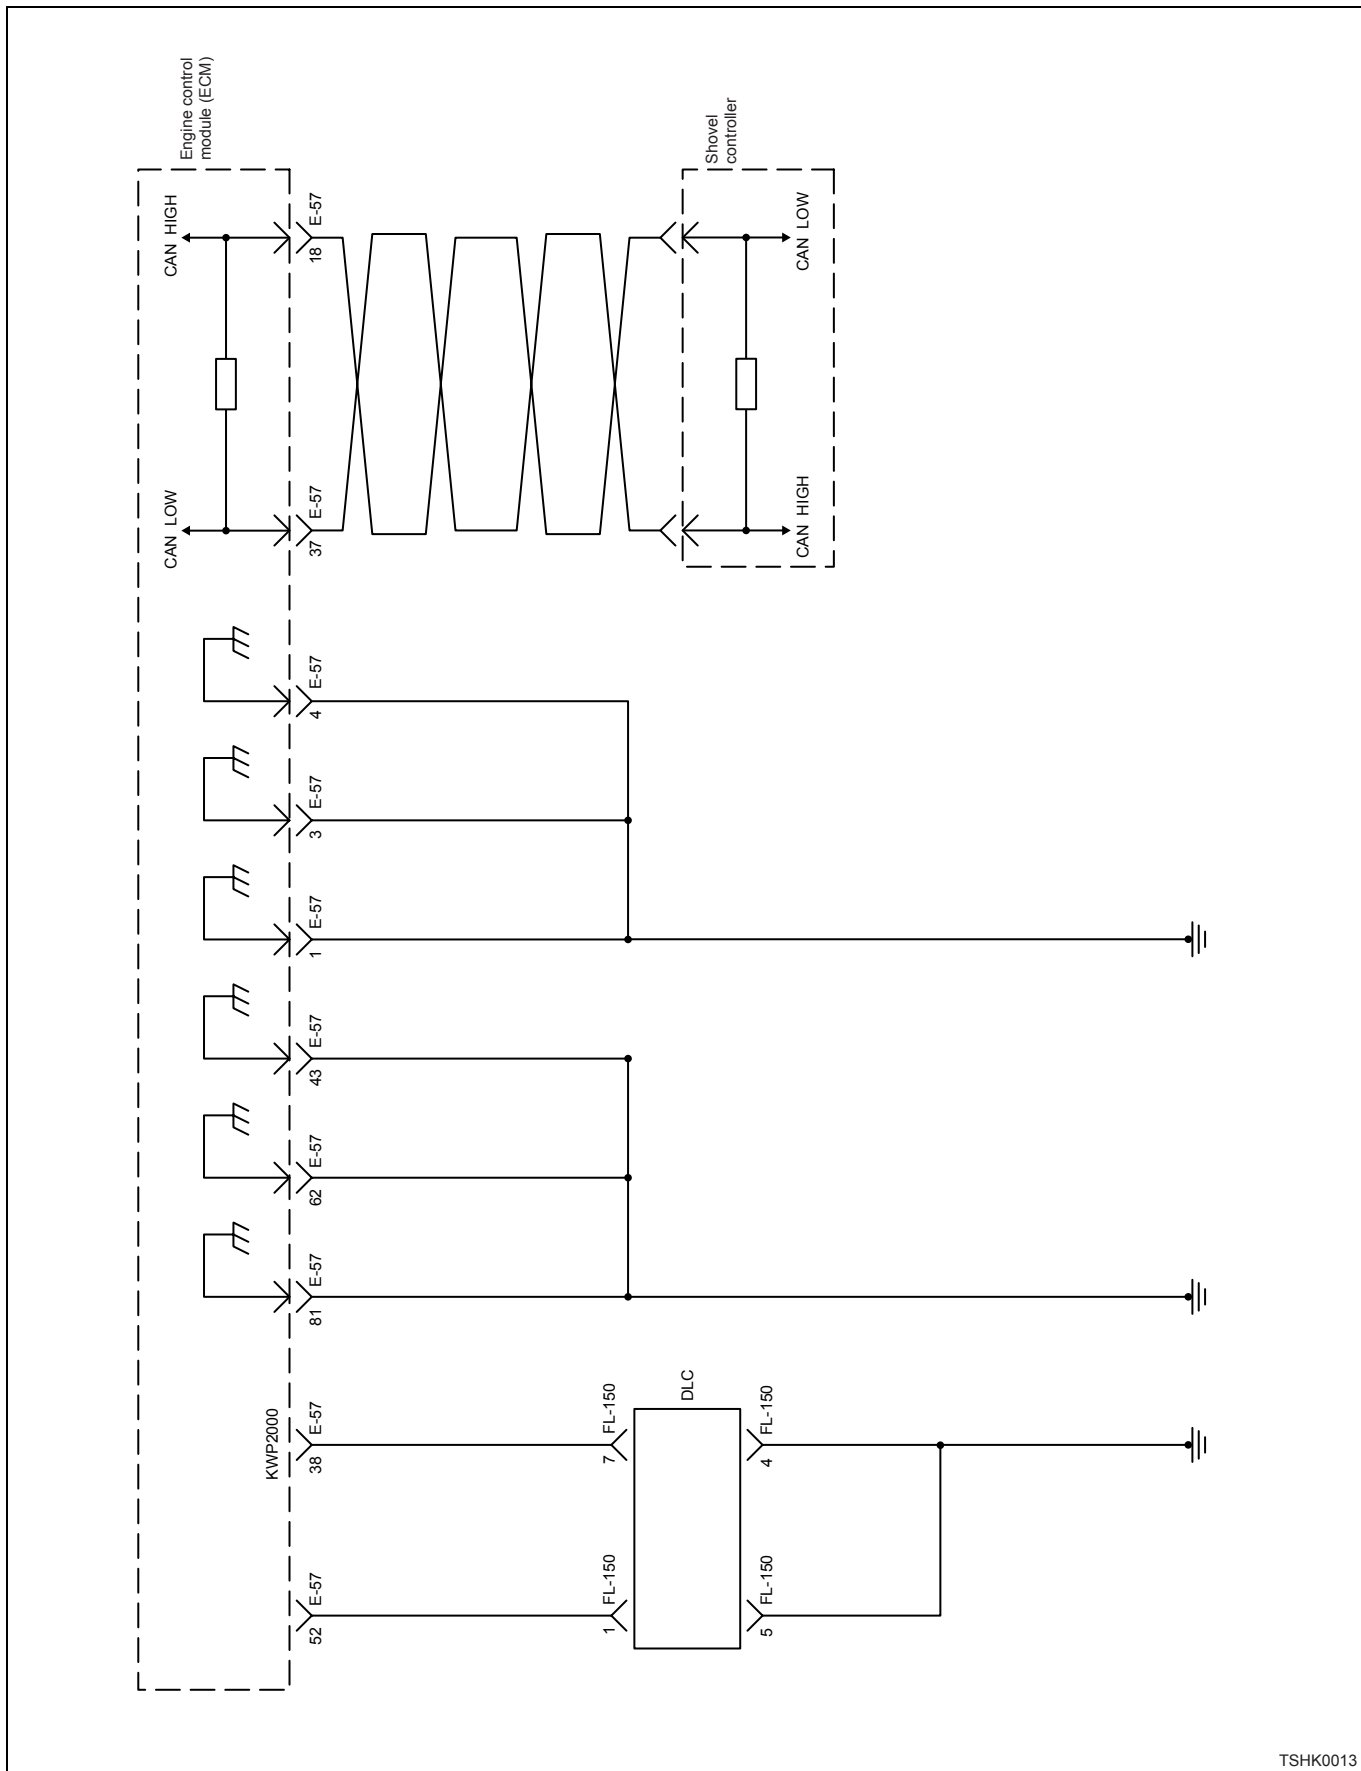 Engine control
module (ECM)
Shovel
controller
CAN HIGH
CAN LOW
18 E-57
37 E-57
CAN LOW
CAN HIGH
4 E-57
3 E-57
1 E-57
43 E-57
62 E-57
81 E-57
KWP2000
38 E-57
52 E-57
7 FL-150
1 FL-150
DLC
4 FL-150
5 FL-150
TSHK0013